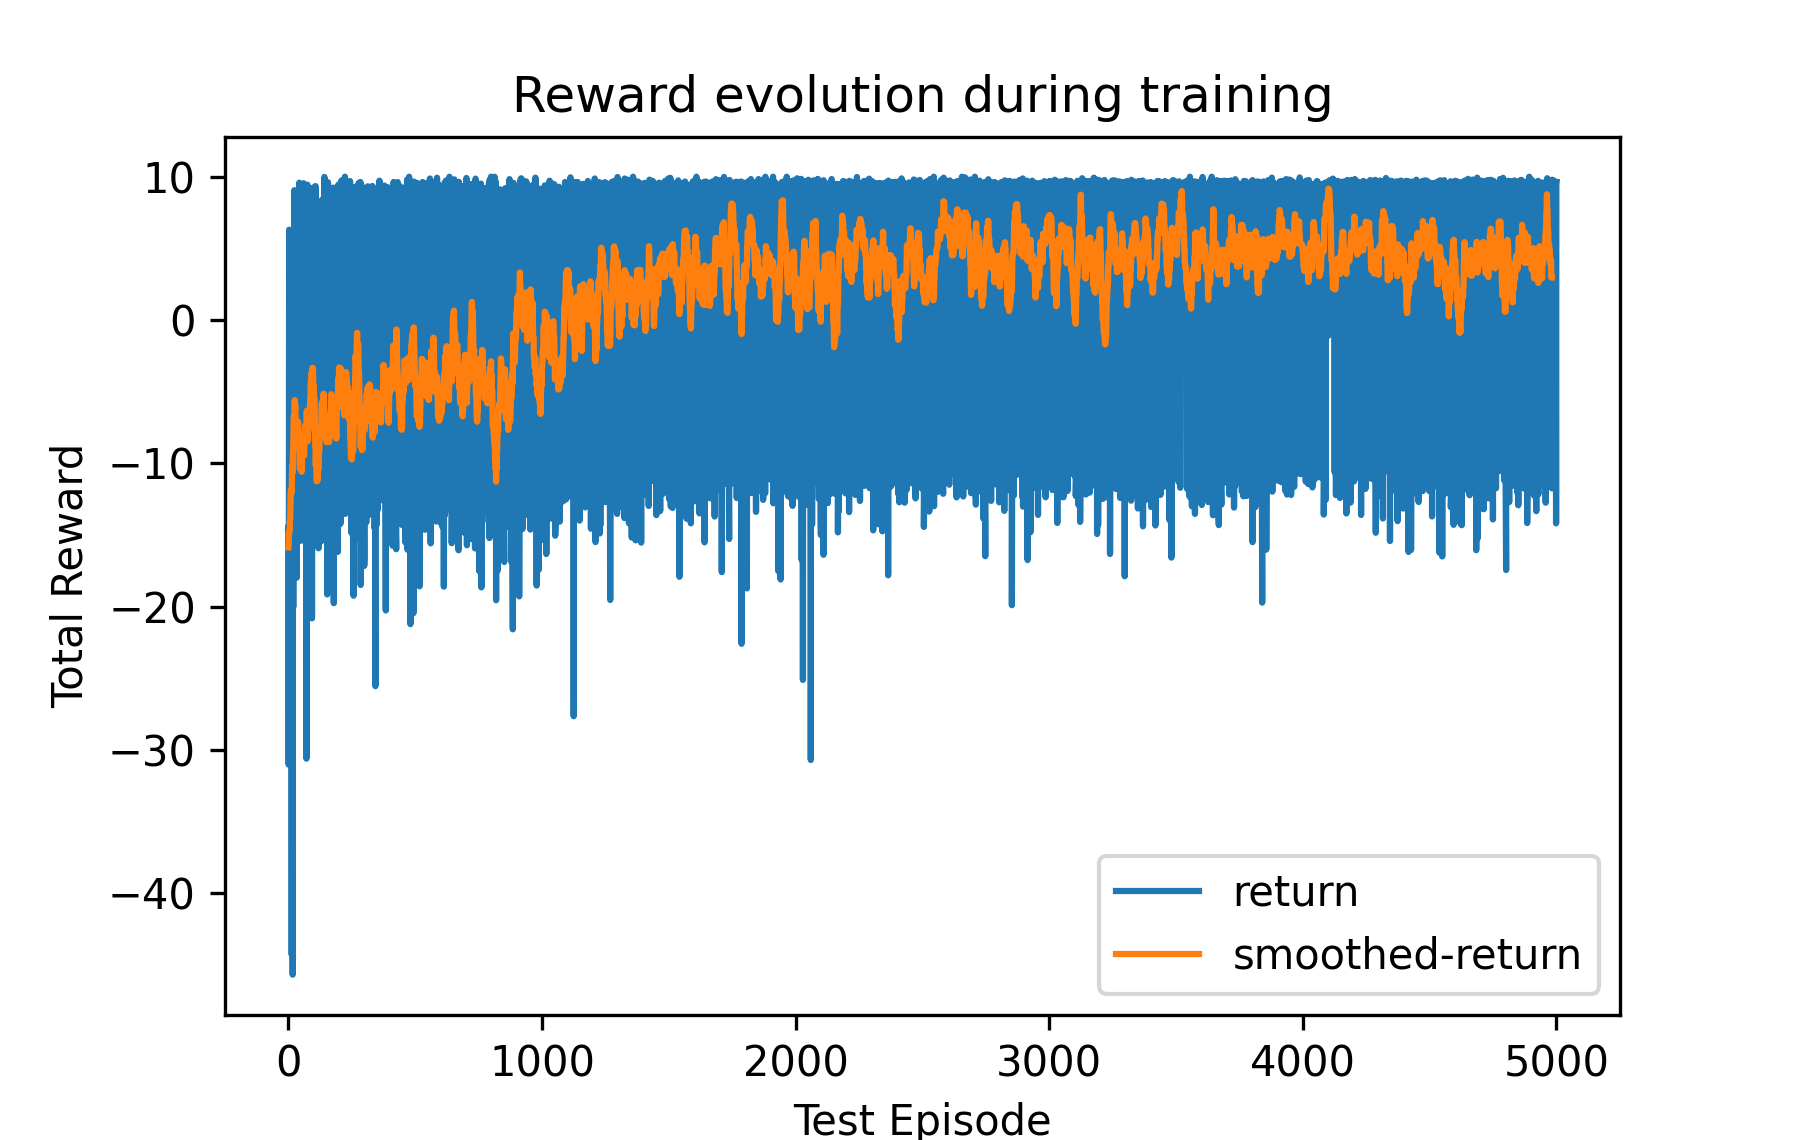 Reward evolution during training
10
0
−10
−20
−30
−40
Total Reward
return
smoothed-return
0 1000 2000 3000 4000 5000
Test Episode